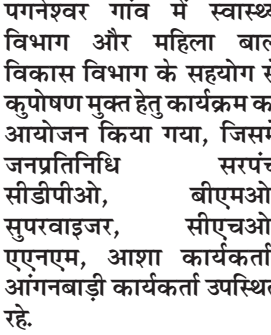 पगनेश्वर गांव में स्वास्थ्य
विभाग और महिला बाल
विकास विभाग के सहयोग से
कुपोषण मुक्त हेतु कार्यक्रम का
आयोजन किया गया, जिसमें
जनप्रतिनिधि सरपंच
सीडीपीओ, बीएमओ
सुपरवाइजर, सीएचओ
एएनएम, आशा कार्यकर्ता
आंगनबाड़ी कार्यकर्ता उपस्थित
रहे.